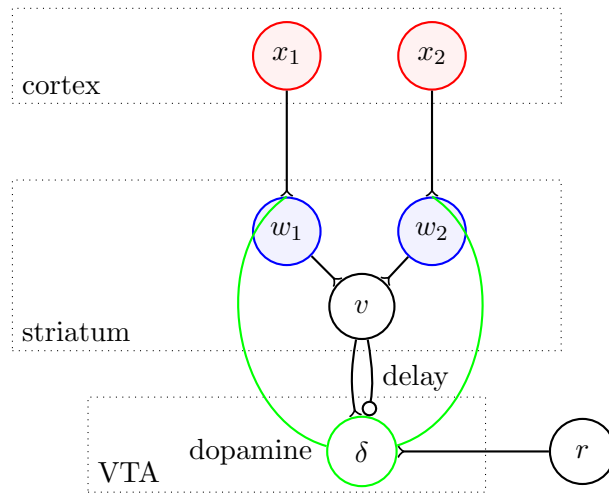 x₁ x₂
cortex
w₁ w₂
v
striatum
delay
dopamine δ r
VTA